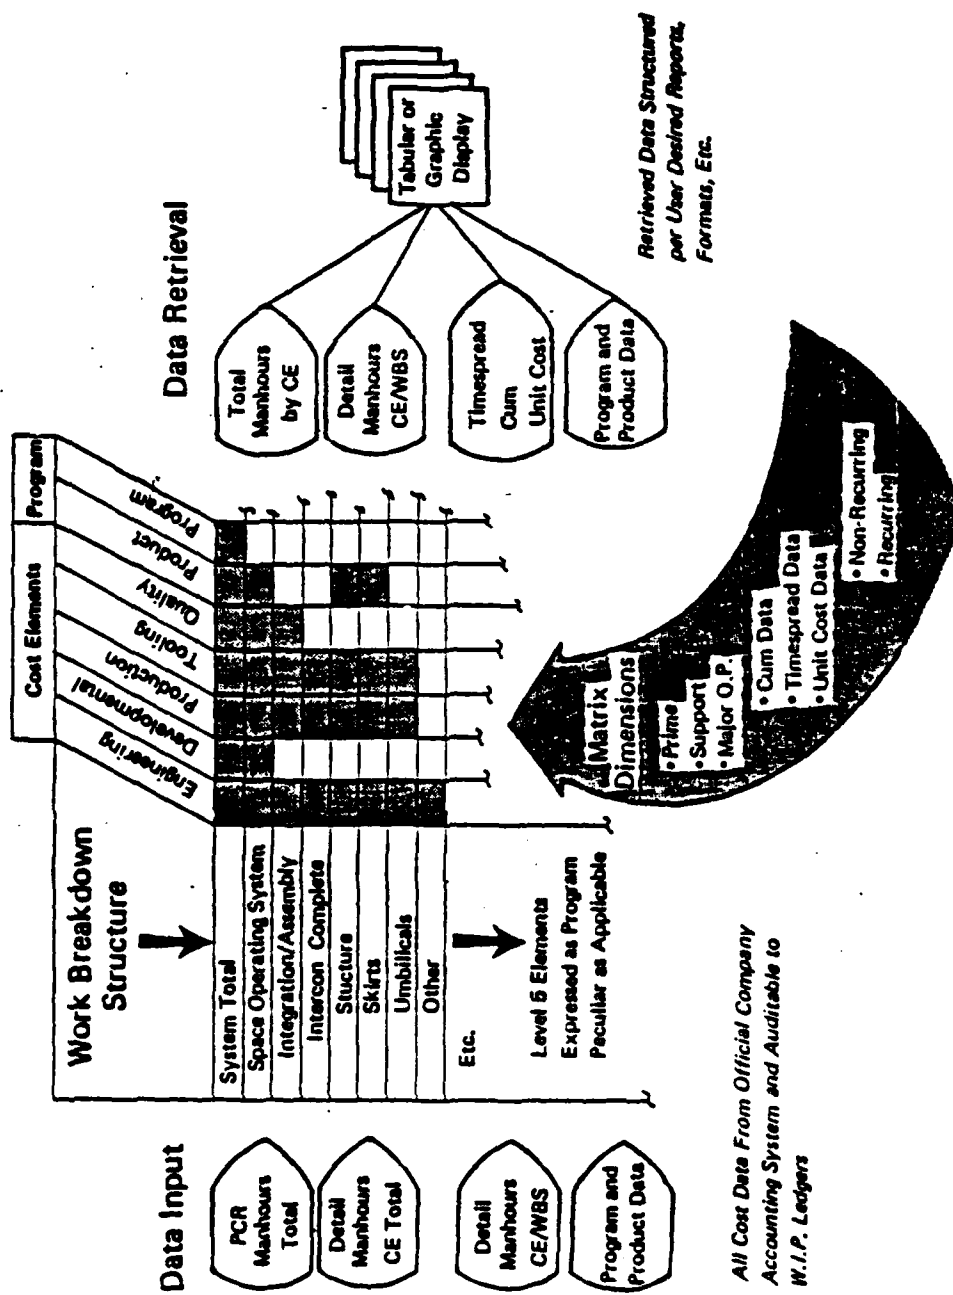 Data Input
PCR
Manhours
Total
Detail
Manhours
CE Total
Detail
Manhours
CE/WBS
Program and
Product Data
All Cost Data From Official Company
Accounting System and Auditable to
W.I.P. Ledgers
Work Breakdown
Structure
Cost Elements
Program
Engineering
Developmental
Production
Tooling
Quality
Product
Program
System Total
Space Operating System
Integration/Assembly
Intercon Complete
Stucture
Skirts
Umbilicals
Other
Etc.
Level 5 Elements
Expressed as Program
Peculiar as Applicable
Matrix
Dimensions
• Prime
• Support
• Major O.P.
• Cum Data
• Timespread Data
• Unit Cost Data
• Non-Recurring
• Recurring
Data Retrieval
Total
Manhours
by CE
Detail
Manhours
CE/WBS
Timespread
Cum
Unit Cost
Program and
Product Data
Tabular or
Graphic
Display
Retrieved Data Structured
per User Desired Reports,
Formats, Etc.